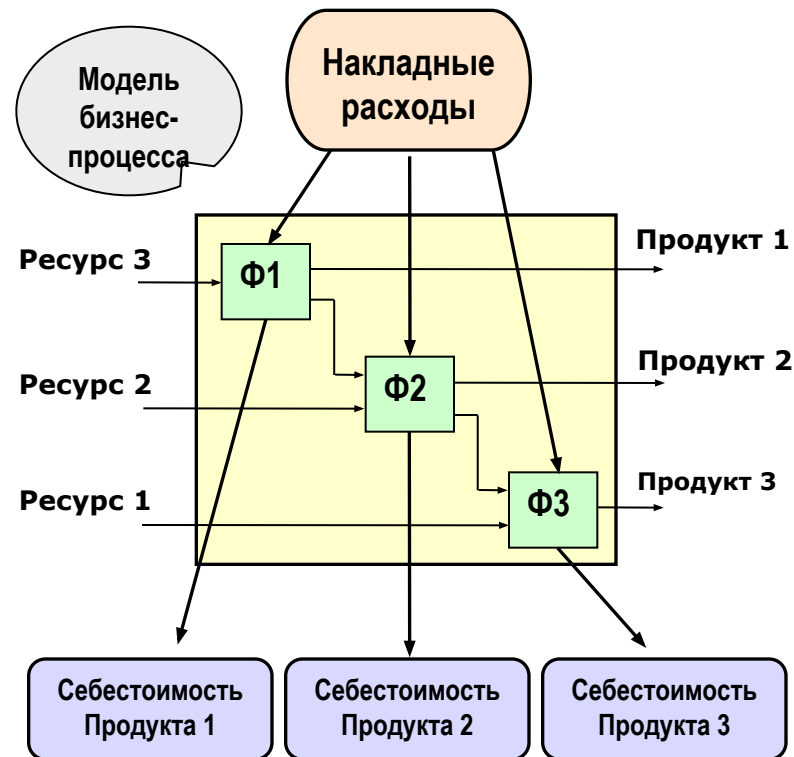 Модель
бизнес-
процесса
Накладные
расходы
Ресурс 3
Ф1
Продукт 1
Ресурс 2
Ф2
Продукт 2
Ресурс 1
Ф3
Продукт 3
Себестоимость
Продукта 1
Себестоимость
Продукта 2
Себестоимость
Продукта 3